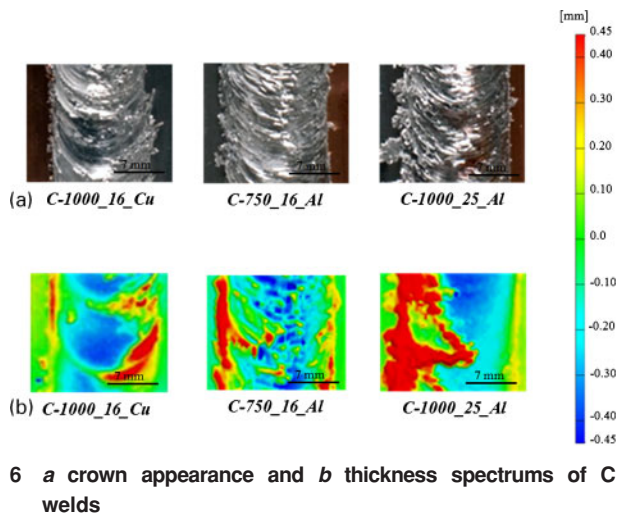 [mm]
0.45
0.30
0.20
0.10
0.0
-0.10
-0.20
-0.30
-0.40
-0.45
7 mm 7 mm 7 mm
(a) C-1000_16_Cu C-750_16_Al C-1000_25_Al
7 mm 7 mm 7 mm
(b) C-1000_16_Cu C-750_16_Al C-1000_25_Al
6 a crown appearance and b thickness spectrums of C
welds